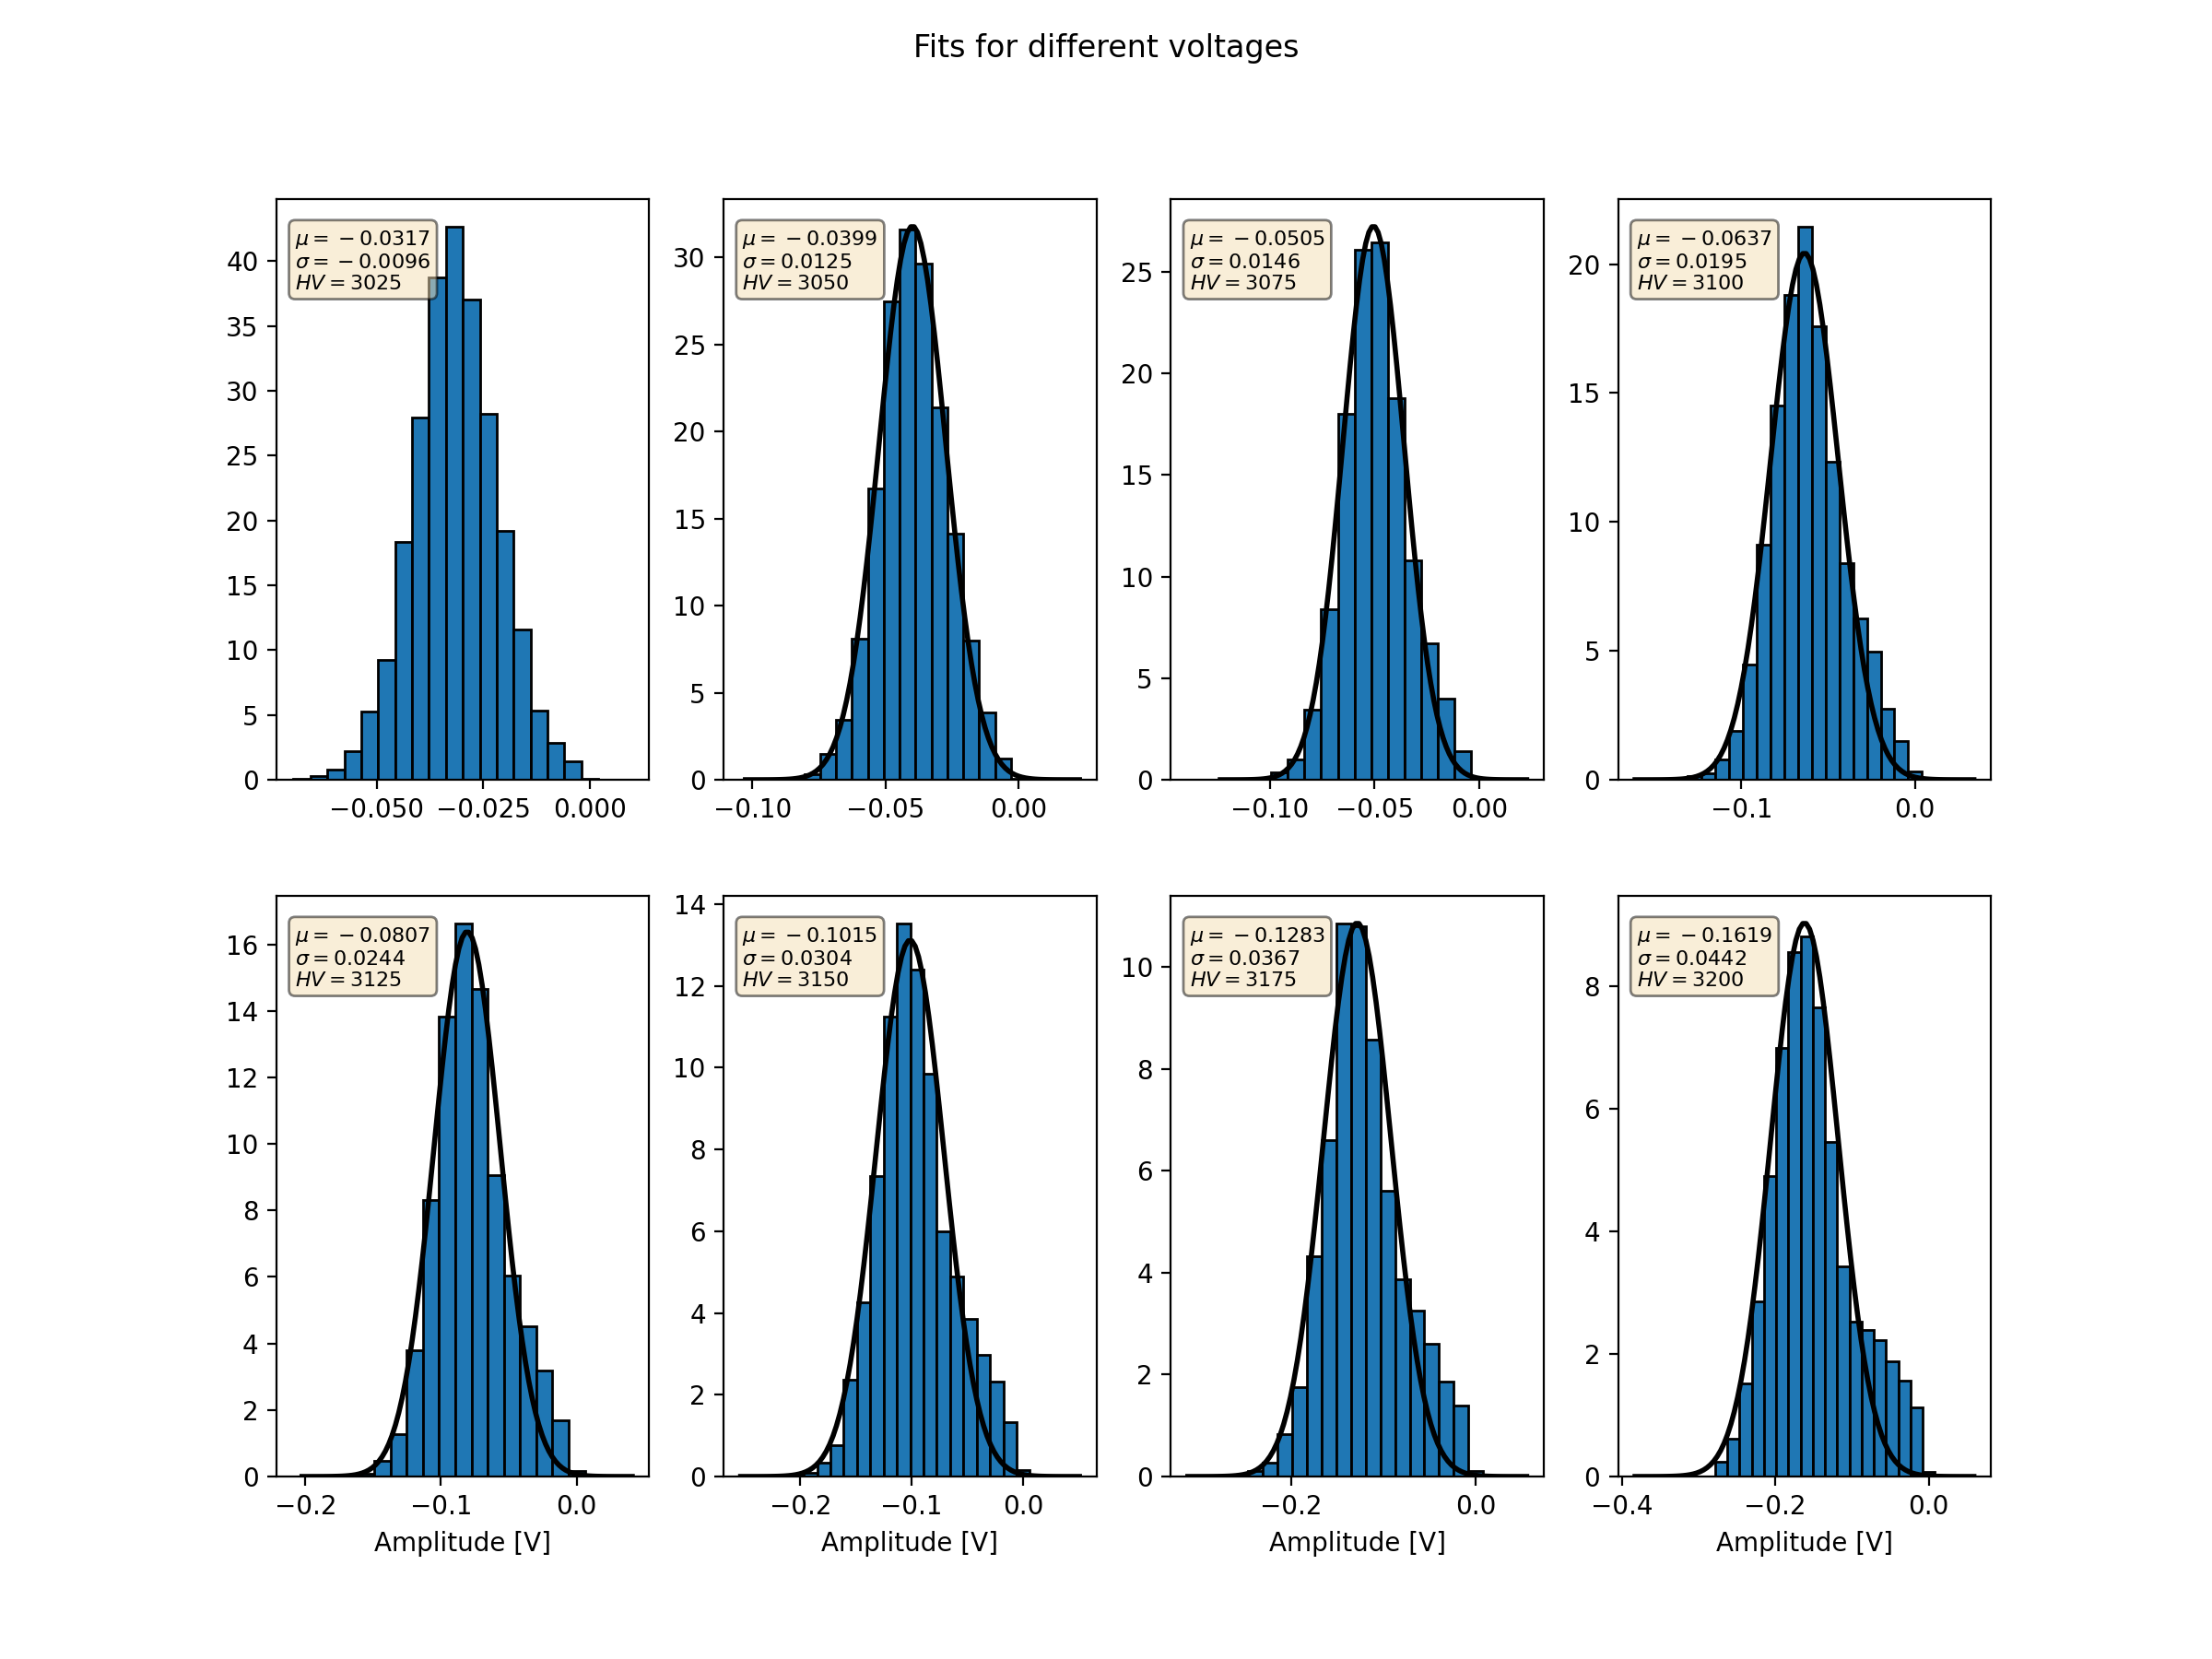 Fits for different voltages
μ = −0.0317
σ = −0.0096
HV = 3025
40
35
30
25
20
15
10
5
0
−0.050 −0.025 0.000
μ = −0.0399
σ = 0.0125
HV = 3050
30
25
20
15
10
5
0
−0.10 −0.05 0.00
μ = −0.0505
σ = 0.0146
HV = 3075
25
20
15
10
5
0
−0.10 −0.05 0.00
μ = −0.0637
σ = 0.0195
HV = 3100
20
15
10
5
0
−0.1 0.0
μ = −0.0807
σ = 0.0244
HV = 3125
16
14
12
10
8
6
4
2
0
−0.2 −0.1 0.0
Amplitude [V]
μ = −0.1015
σ = 0.0304
HV = 3150
14
12
10
8
6
4
2
0
−0.2 −0.1 0.0
Amplitude [V]
μ = −0.1283
σ = 0.0367
HV = 3175
10
8
6
4
2
0
−0.2 0.0
Amplitude [V]
μ = −0.1619
σ = 0.0442
HV = 3200
8
6
4
2
0
−0.4 −0.2 0.0
Amplitude [V]